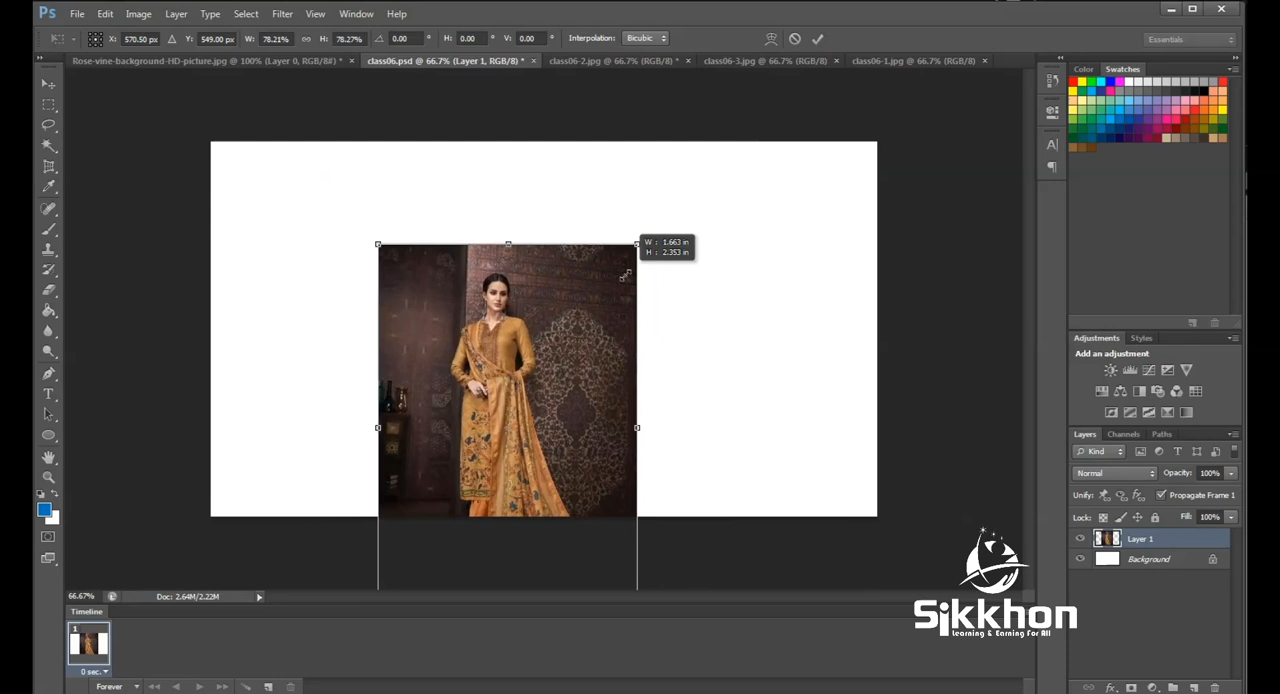 Ps File Edit Image Layer Type Select Filter View Window Help
X: 570.50 px Y: 549.00 px W: 78.21% H: 78.27% 0.00 ° H: 0.00 ° V: 0.00 ° Interpolation: Bicubic Essentials
Rose-vine-background-HD-picture.jpg @ 100% (Layer 0, RGB/8#) * × class06.psd @ 66.7% (Layer 1, RGB/8) * × class06-2.jpg @ 66.7% (RGB/8) * × class06-3.jpg @ 66.7% (RGB/8) × class06-1.jpg @ 66.7% (RGB/8) ×
Color Swatches
W : 1.663 in
H : 2.353 in
Adjustments Styles
Add an adjustment
Layers Channels Paths
Kind
Normal Opacity: 100%
Unify: Propagate Frame 1
Lock: Fill: 100%
Layer 1
Background
66.67% Doc: 2.64M/2.22M
Timeline
1
0 sec.
Forever
Sikkhon
Learning & Earning For All